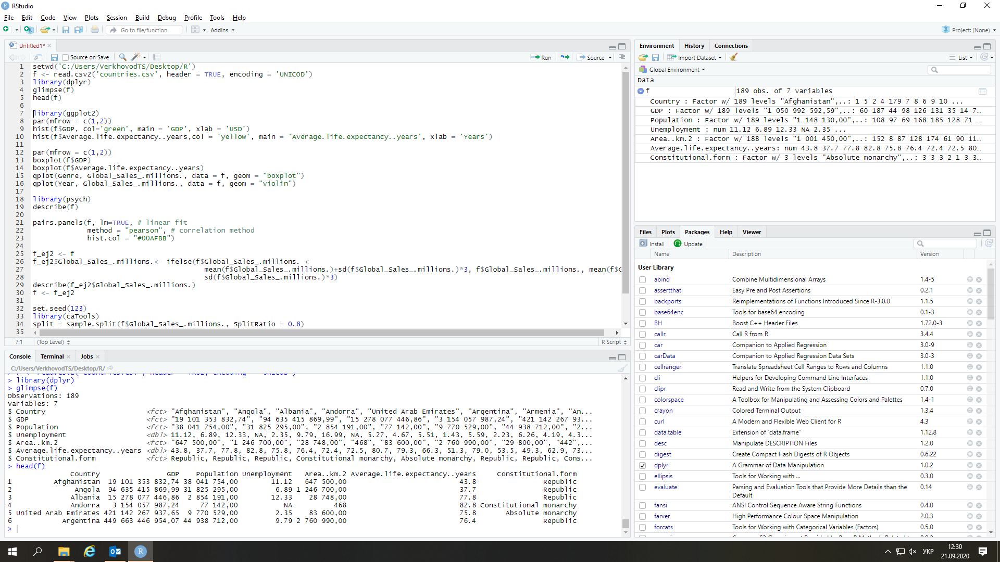 RStudio
File Edit Code View Plots Session Build Debug Profile Tools Help
Go to file/function Addins Project: (None)
Untitled1*
Source on Save Run Source
1 setwd('C:/Users/VerkhovodTS/Desktop/R')
2 f <- read.csv2('countries.csv', header = TRUE, encoding = 'UNICOD')
3 library(dplyr)
4 glimpse(f)
5 head(f)
6
7 library(ggplot2)
8 par(mfrow = c(1,2))
9 hist(f$GDP, col='green', main = 'GDP', xlab = 'USD')
10 hist(f$Average.life.expectancy..years,col = 'yellow', main = 'Average.life.expectancy..years', xlab = 'Years')
11
12 par(mfrow = c(1,2))
13 boxplot(f$GDP)
14 boxplot(f$Average.life.expectancy..years)
15 qplot(Genre, Global_Sales_.millions., data = f, geom = "boxplot")
16 qplot(Year, Global_Sales_.millions., data = f, geom = "violin")
17
18 library(psych)
19 describe(f)
20
21 pairs.panels(f, lm=TRUE, # linear fit
22 method = "pearson", # correlation method
23 hist.col = "#00AFBB")
24
25 f_ej2 <- f
26 f_ej2$Global_Sales_.millions.<- ifelse(f$Global_Sales_.millions. <
27 mean(f$Global_Sales_.millions.)+sd(f$Global_Sales_.millions.)*3, f$Global_Sales_.millions., mean(f$G
28 sd(f$Global_Sales_.millions.)*3)
29 describe(f_ej2$Global_Sales_.millions.)
30 f <- f_ej2
31
32 set.seed(123)
33 library(caTools)
34 split = sample.split(f$Global_Sales_.millions., SplitRatio = 0.8)
35
7:1 (Top Level) R Script
Console Terminal Jobs
C:/Users/VerkhovodTS/Desktop/R/
> library(dplyr)
> glimpse(f)
Observations: 189
Variables: 7
$ Country <fct> "Afghanistan", "Angola", "Albania", "Andorra", "United Arab Emirates", "Argentina", "Armenia", "An...
$ GDP <fct> "19 101 353 832,74", "94 635 415 869,99", "15 278 077 446,86", "3 154 057 987,24", "421 142 267 93...
$ Population <fct> "38 041 754,00", "31 825 295,00", "2 854 191,00", "77 142,00", "9 770 529,00", "44 938 712,00", "2...
$ Unemployment <dbl> 11.12, 6.89, 12.33, NA, 2.35, 9.79, 16.99, NA, 5.27, 4.67, 5.51, 1.43, 5.59, 2.23, 6.26, 4.19, 4.3...
$ Area..km.2 <fct> "647 500,00", "1 246 700,00", "28 748,00", "468", "83 600,00", "2 760 990,00", "29 800,00", "442",...
$ Average.life.expectancy..years <dbl> 43.8, 37.7, 77.8, 82.8, 75.8, 76.4, 72.4, 72.5, 80.7, 79.3, 66.3, 51.3, 79.0, 53.5, 49.3, 62.9, 73...
$ Constitutional.form <fct> Republic, Republic, Republic, Constitutional monarchy, Absolute monarchy, Republic, Republic, Cons...
> head(f)
Country GDP Population Unemployment Area..km.2 Average.life.expectancy..years Constitutional.form
1 Afghanistan 19 101 353 832,74 38 041 754,00 11.12 647 500,00 43.8 Republic
2 Angola 94 635 415 869,99 31 825 295,00 6.89 1 246 700,00 37.7 Republic
3 Albania 15 278 077 446,86 2 854 191,00 12.33 28 748,00 77.8 Republic
4 Andorra 3 154 057 987,24 77 142,00 NA 468 82.8 Constitutional monarchy
5 United Arab Emirates 421 142 267 937,65 9 770 529,00 2.35 83 600,00 75.8 Absolute monarchy
6 Argentina 449 663 446 954,07 44 938 712,00 9.79 2 760 990,00 76.4 Republic
>
Environment History Connections
Import Dataset List
Global Environment
Data
f 189 obs. of 7 variables
Country : Factor w/ 189 levels "Afghanistan",..: 1 5 2 4 179 7 8 6 9 10 ...
GDP : Factor w/ 189 levels "1 050 992 592,59",..: 60 187 44 98 126 131 35 14 7...
Population : Factor w/ 189 levels "1 148 130,00",..: 108 97 69 168 185 128 71 ...
Unemployment : num 11.12 6.89 12.33 NA 2.35 ...
Area..km.2 : Factor w/ 188 levels "1 001 450,00",..: 152 8 87 128 174 61 90 11...
Average.life.expectancy..years: num 43.8 37.7 77.8 82.8 75.8 76.4 72.4 72.5 80...
Constitutional.form : Factor w/ 3 levels "Absolute monarchy",..: 3 3 3 2 1 3 3...
Files Plots Packages Help Viewer
Install Update
Name Description Version
User Library
abind Combine Multidimensional Arrays 1.4-5
assertthat Easy Pre and Post Assertions 0.2.1
backports Reimplementations of Functions Introduced Since R-3.0.0 1.1.5
base64enc Tools for base64 encoding 0.1-3
BH Boost C++ Header Files 1.72.0-3
callr Call R from R 3.4.4
car Companion to Applied Regression 3.0-9
carData Companion to Applied Regression Data Sets 3.0-3
cellranger Translate Spreadsheet Cell Ranges to Rows and Columns 1.1.0
cli Helpers for Developing Command Line Interfaces 1.1.0
clipr Read and Write from the System Clipboard 0.7.0
colorspace A Toolbox for Manipulating and Assessing Colors and Palettes 1.4-1
crayon Colored Terminal Output 1.3.4
curl A Modern and Flexible Web Client for R 4.3
data.table Extension of `data.frame` 1.12.8
desc Manipulate DESCRIPTION Files 1.2.0
digest Create Compact Hash Digests of R Objects 0.6.22
dplyr A Grammar of Data Manipulation 1.0.2
ellipsis Tools for Working with ... 0.3.0
evaluate Parsing and Evaluation Tools that Provide More Details than the 0.14
Default
fansi ANSI Control Sequence Aware String Functions 0.4.0
farver High Performance Colour Space Manipulation 2.0.3
forcats Tools for Working with Categorical Variables (Factors) 0.5.0
УКР 12:30
21.09.2020